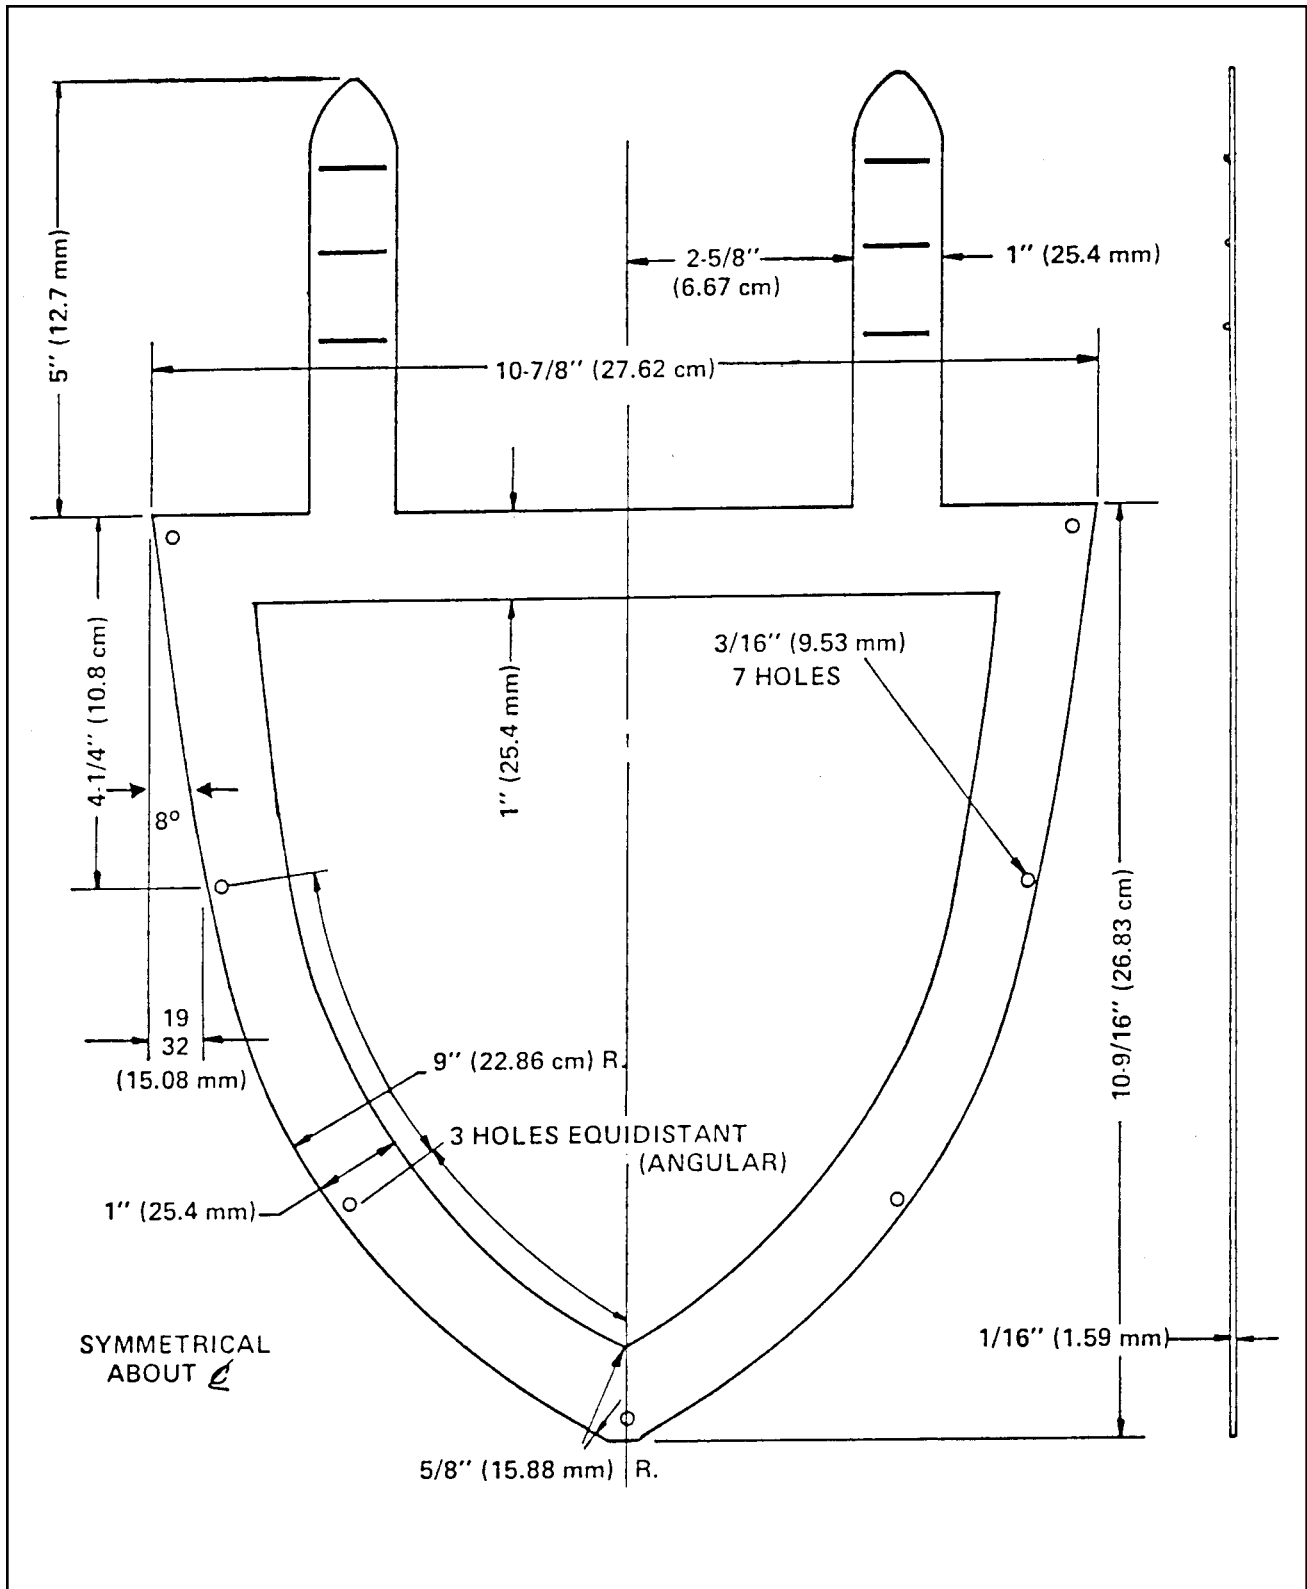 5″ (12.7 mm)
2-5/8″
(6.67 cm)
1″ (25.4 mm)
10-7/8″ (27.62 cm)
4-1/4″ (10.8 cm)
1″ (25.4 mm)
3/16″ (9.53 mm)
7 HOLES
8º
19
32
(15.08 mm)
9″ (22.86 cm) R.
3 HOLES EQUIDISTANT
(ANGULAR)
1″ (25.4 mm)
10-9/16″ (26.83 cm)
SYMMETRICAL
ABOUT ℄
1/16″ (1.59 mm)
5/8″ (15.88 mm) R.